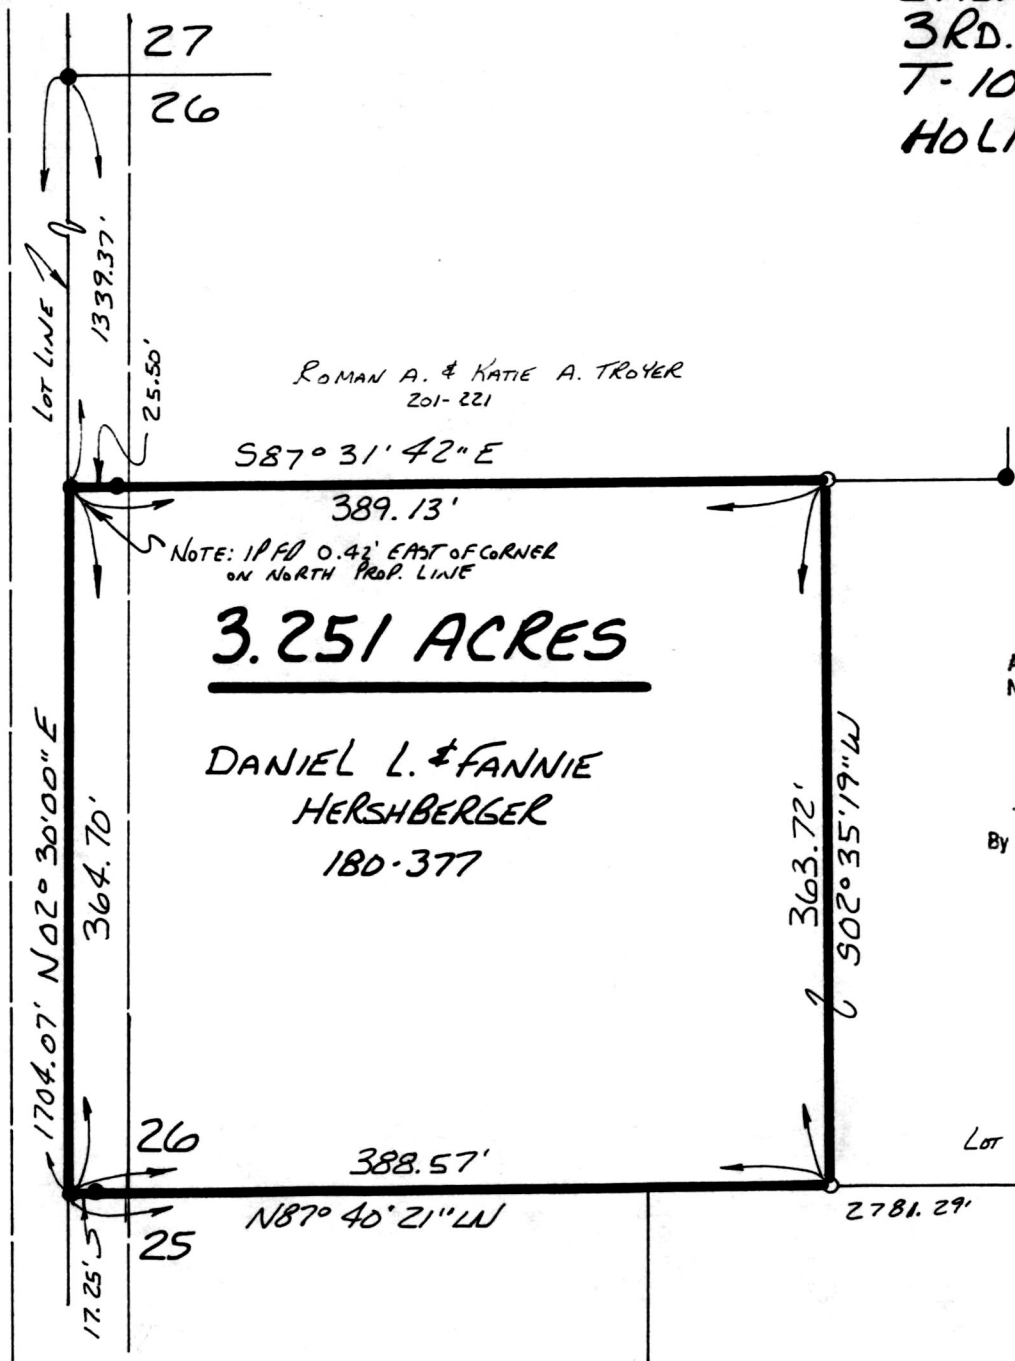 3RD.
T-10
HOL
27
26
LOT LINE
1339.37'
25.50'
ROMAN A. & KATIE A. TROYER
201-221
S87° 31' 42" E
389.13'
NOTE: IP FD 0.42' EAST OF CORNER
ON NORTH PROP. LINE
3.251 ACRES
DANIEL L. & FANNIE
HERSHBERGER
180-377
1704.07' N02° 30'00" E
364.70'
363.72'
S02° 35'19" W
By
26
388.57'
N87° 40' 21" W
25
17.25'
LOT
2781.29'